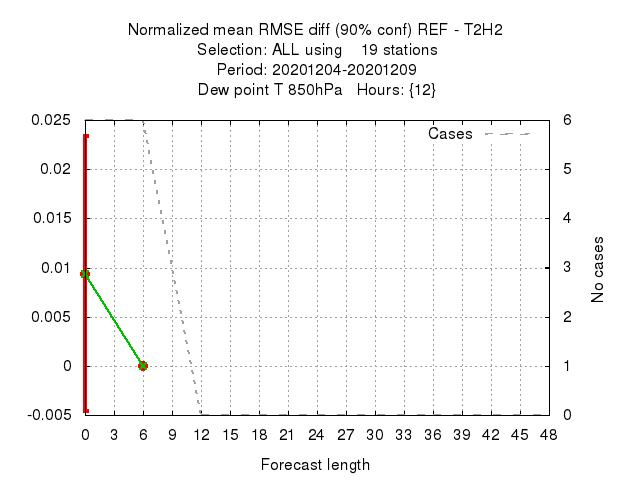 Normalized mean RMSE diff (90% conf) REF - T2H2
Selection: ALL using 19 stations
Period: 20201204-20201209
Dew point T 850hPa Hours: {12}
Cases
0.025
0.02
0.015
0.01
0.005
0
-0.005
6
5
4
3
2
1
0
No cases
0 3 6 9 12 15 18 21 24 27 30 33 36 39 42 45 48
Forecast length